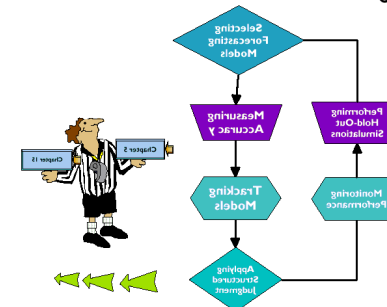 Selecting
Forecasting
Models
Measuring
Accurac y
Performing
Hold-Out
Simulations
Chapter 13
Chapter 5
Tracking
Models
Monitoring
Performance
Applying
Structured
Judgment